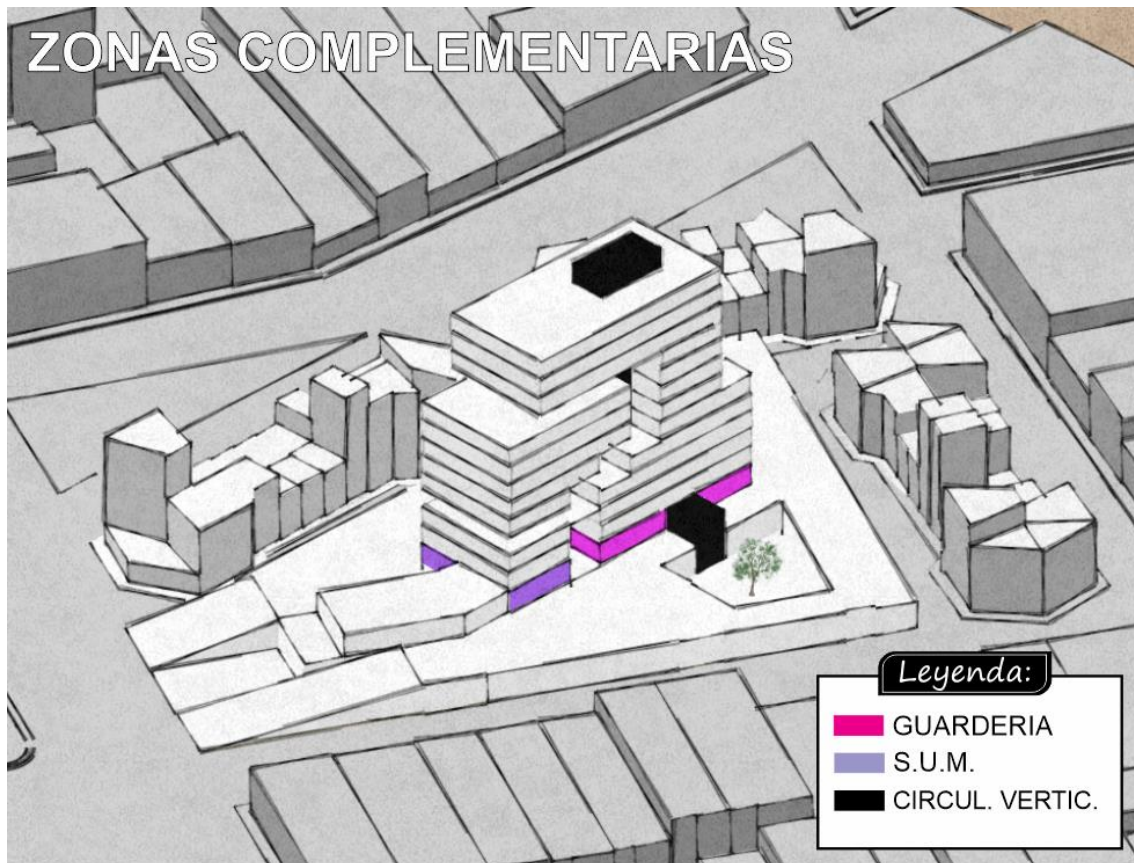 ZONAS COMPLEMENTARIAS
Leyenda:
GUARDERIA
S.U.M.
CIRCUL. VERTIC.